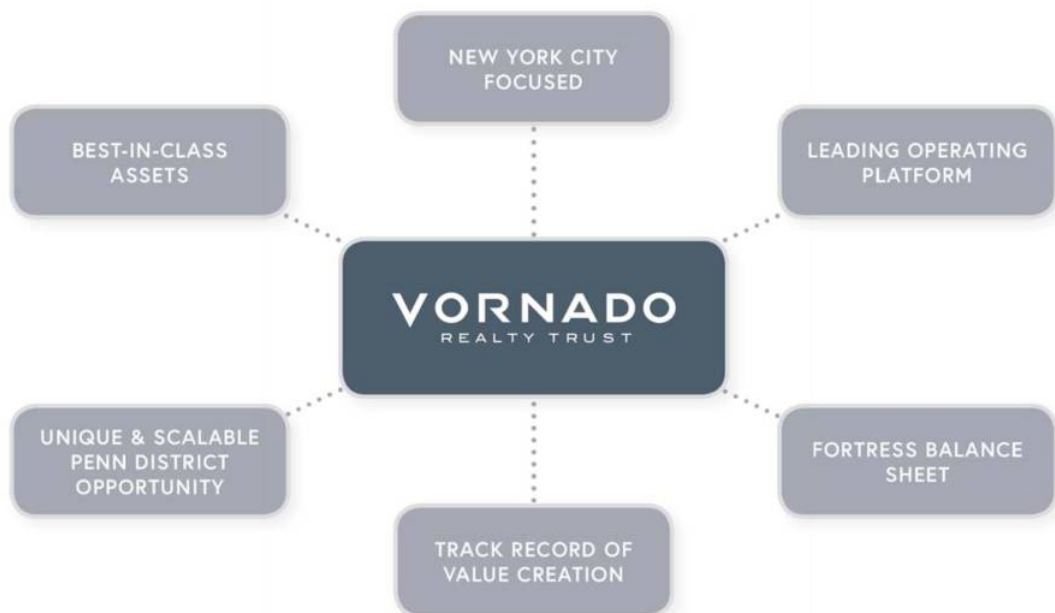 NEW YORK CITY
FOCUSED
BEST-IN-CLASS
ASSETS
LEADING OPERATING
PLATFORM
VORNADO
REALTY TRUST
UNIQUE & SCALABLE
PENN DISTRICT
OPPORTUNITY
FORTRESS BALANCE
SHEET
TRACK RECORD OF
VALUE CREATION